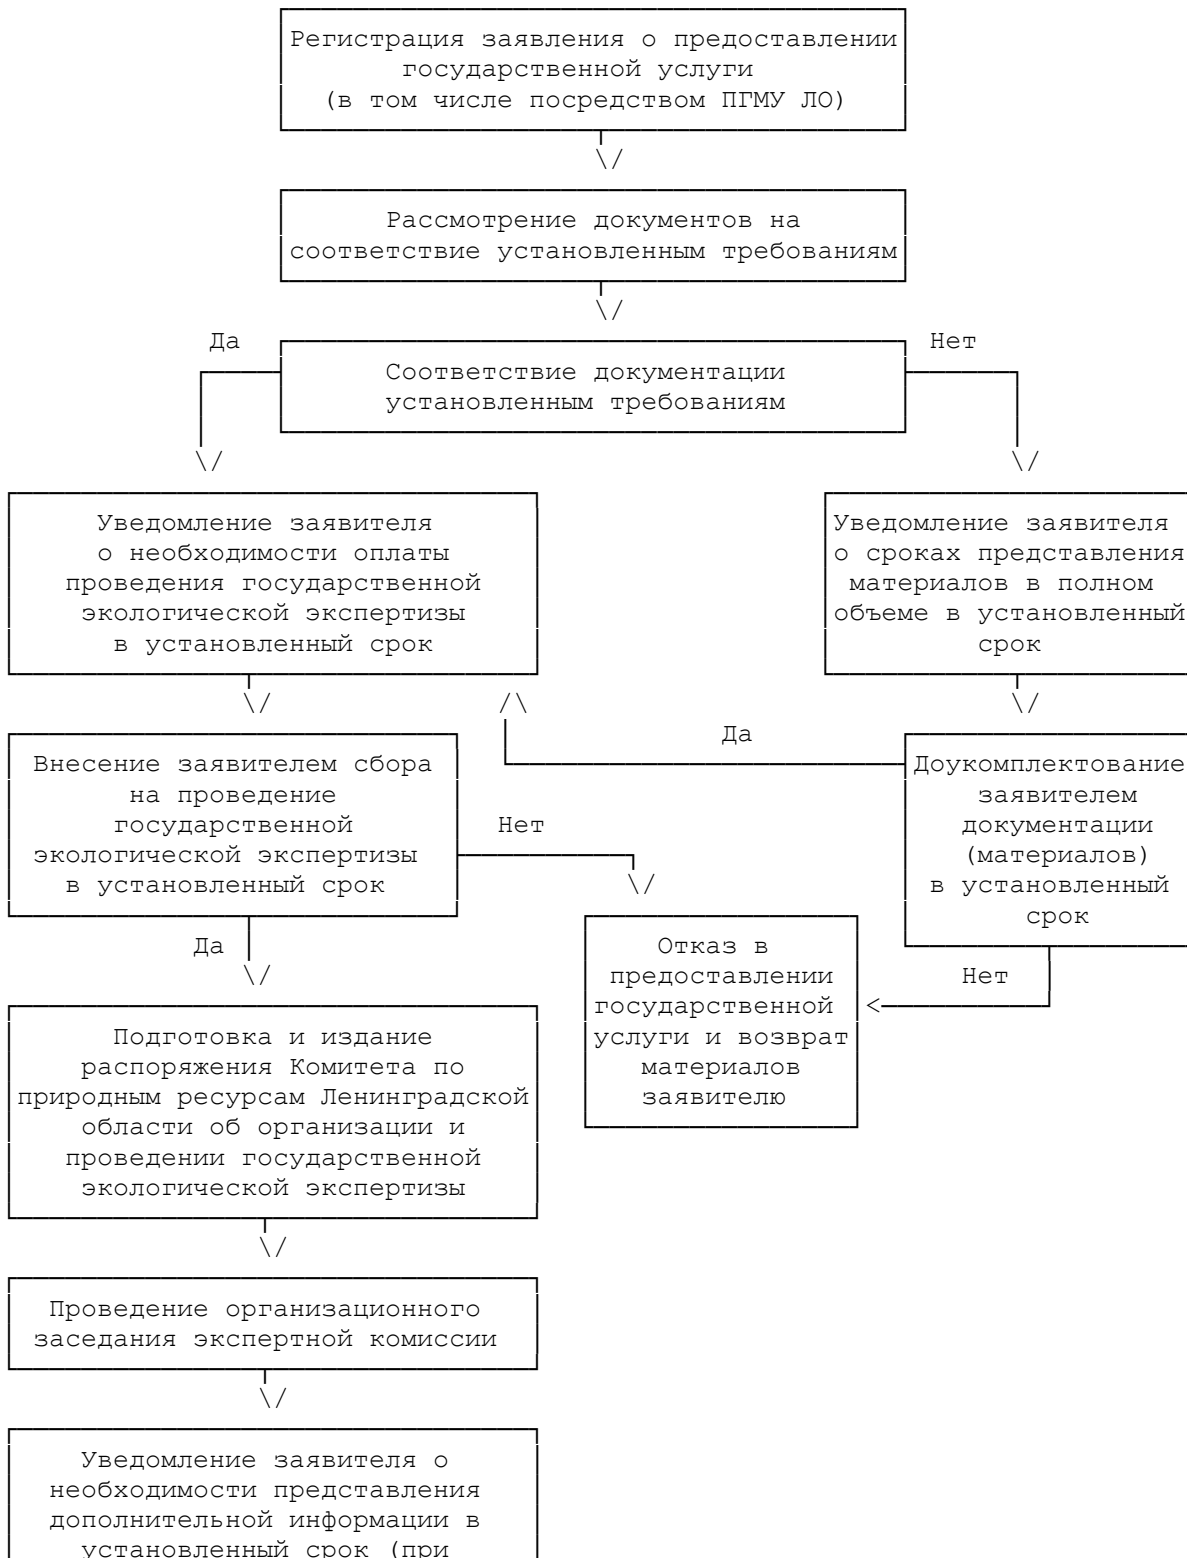 Регистрация заявления о предоставлении
государственной услуги
(в том числе посредством ПГМУ ЛО)
\/
Рассмотрение документов на
соответствие установленным требованиям
\/
Да
Нет
Соответствие документации
установленным требованиям
\/
\/
Уведомление заявителя
о необходимости оплаты
проведения государственной
экологической экспертизы
в установленный срок
Уведомление заявителя
о сроках представления
материалов в полном
объеме в установленный
срок
\/
/\
\/
Да
Внесение заявителем сбора
на проведение
государственной
экологической экспертизы
в установленный срок
Нет
\/
Доукомплектование
заявителем
документации
(материалов)
в установленный
срок
Да
\/
Отказ в
предоставлении
государственной
услуги и возврат
материалов
заявителю
Нет
<
Подготовка и издание
распоряжения Комитета по
природным ресурсам Ленинградской
области об организации и
проведении государственной
экологической экспертизы
\/
Проведение организационного
заседания экспертной комиссии
\/
Уведомление заявителя о
необходимости представления
дополнительной информации в
установленный срок (при